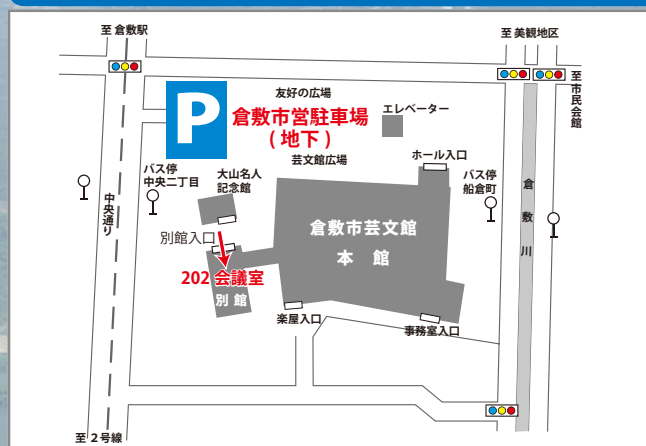 至 倉敷駅
至 美観地区
至市民会館
P
友好の広場
倉敷市営駐車場
(地下)
エレベーター
芸文館広場
ホール入口
バス停
中央二丁目
大山名人
記念館
バス停
船倉町
中央通り
倉敷川
別館入口
倉敷市芸文館
本 館
202 会議室
別 館
楽屋入口
事務室入口
至 2号線